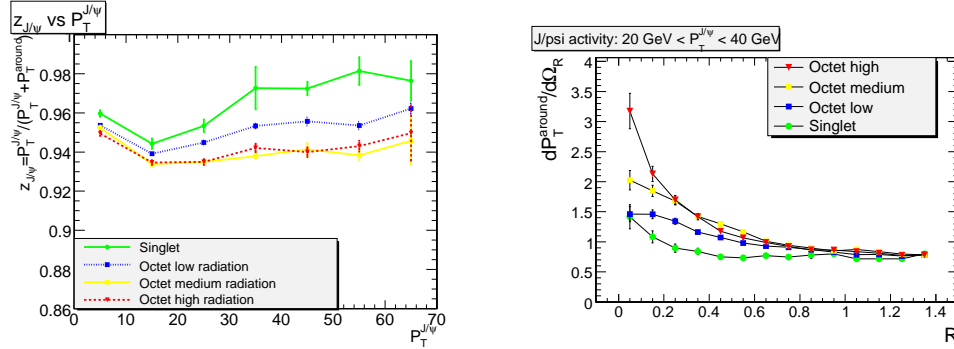 z_{J/ψ} vs P_T^{J/ψ}
z_{J/ψ}=P_T^{J/ψ}/(P_T^{J/ψ}+P_T^{around})
0.98
0.96
0.94
0.92
0.9
0.88
0.86
Singlet
Octet low radiation
Octet medium radiation
Octet high radiation
0 10 20 30 40 50 60 70
P_T^{J/ψ}
J/psi activity: 20 GeV < P_T^{J/ψ} < 40 GeV
dP_T^{around}/dΩ_R
4
3.5
3
2.5
2
1.5
1
0.5
0
Octet high
Octet medium
Octet low
Singlet
0 0.2 0.4 0.6 0.8 1 1.2 1.4
R